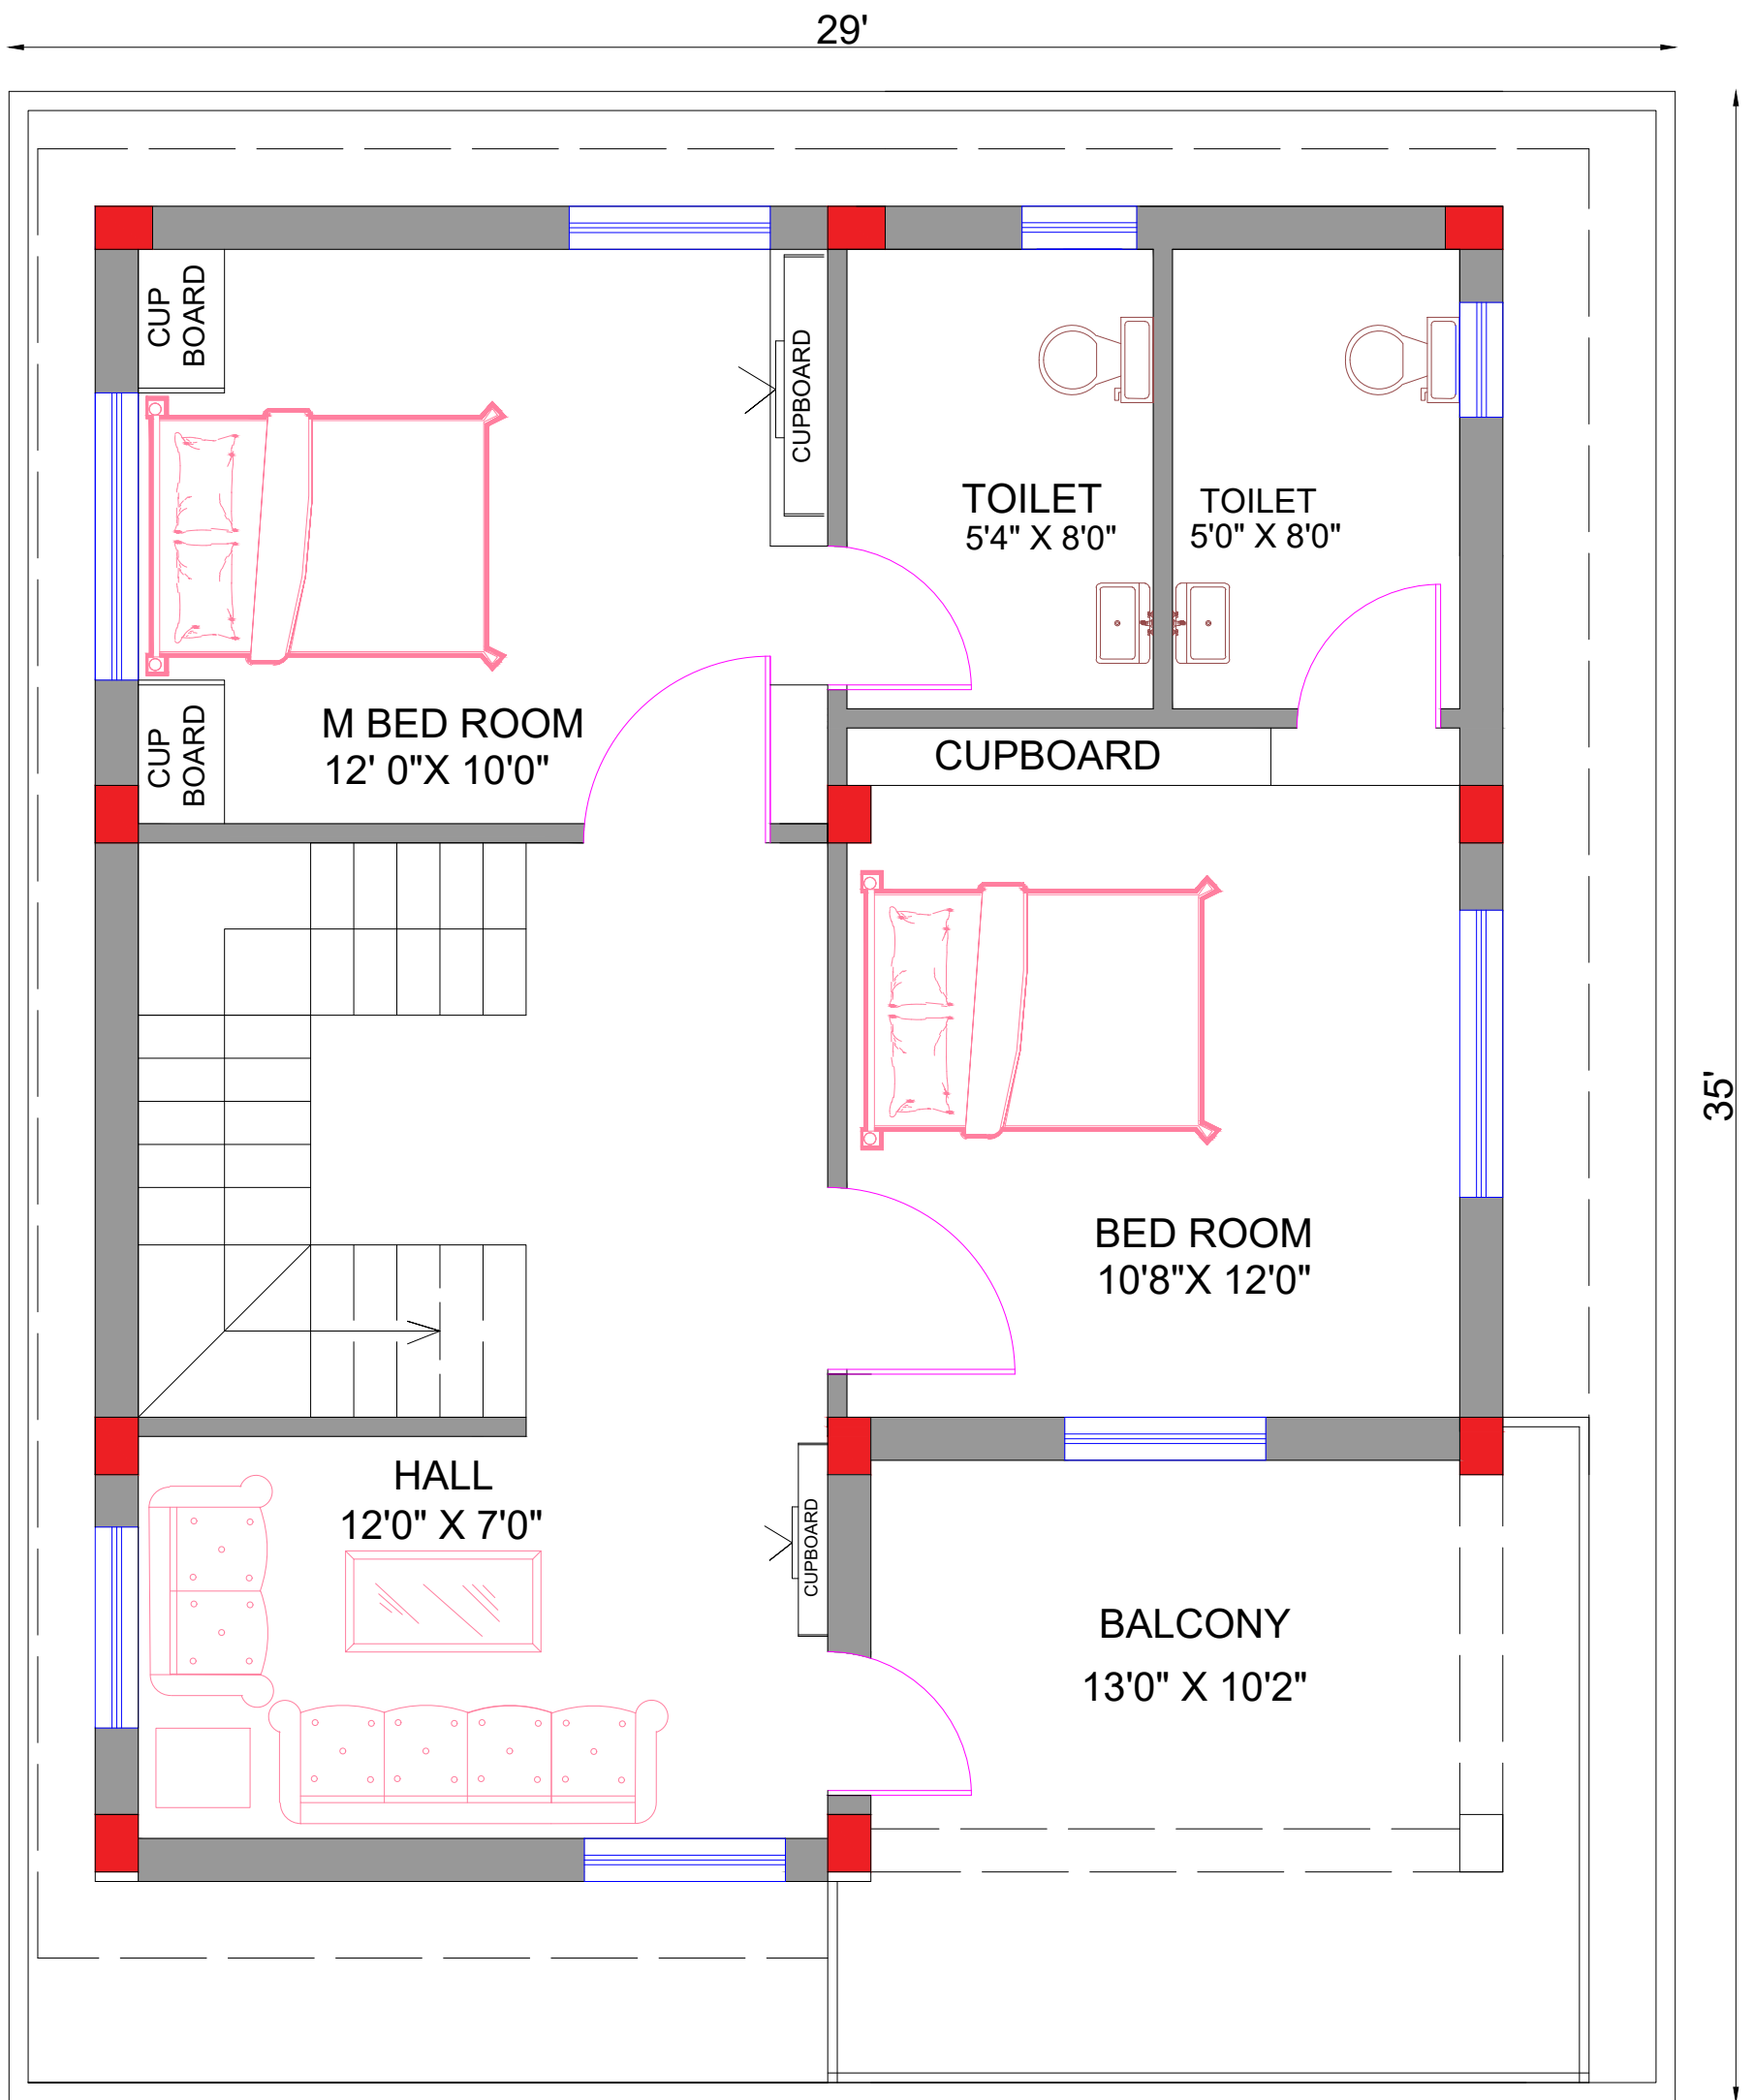 29'
CUP
BOARD
CUPBOARD
TOILET
5'4" X 8'0"
TOILET
5'0" X 8'0"
M BED ROOM
12' 0"X 10'0"
CUP
BOARD
CUPBOARD
35'
BED ROOM
10'8"X 12'0"
HALL
12'0" X 7'0"
CUPBOARD
BALCONY
13'0" X 10'2"